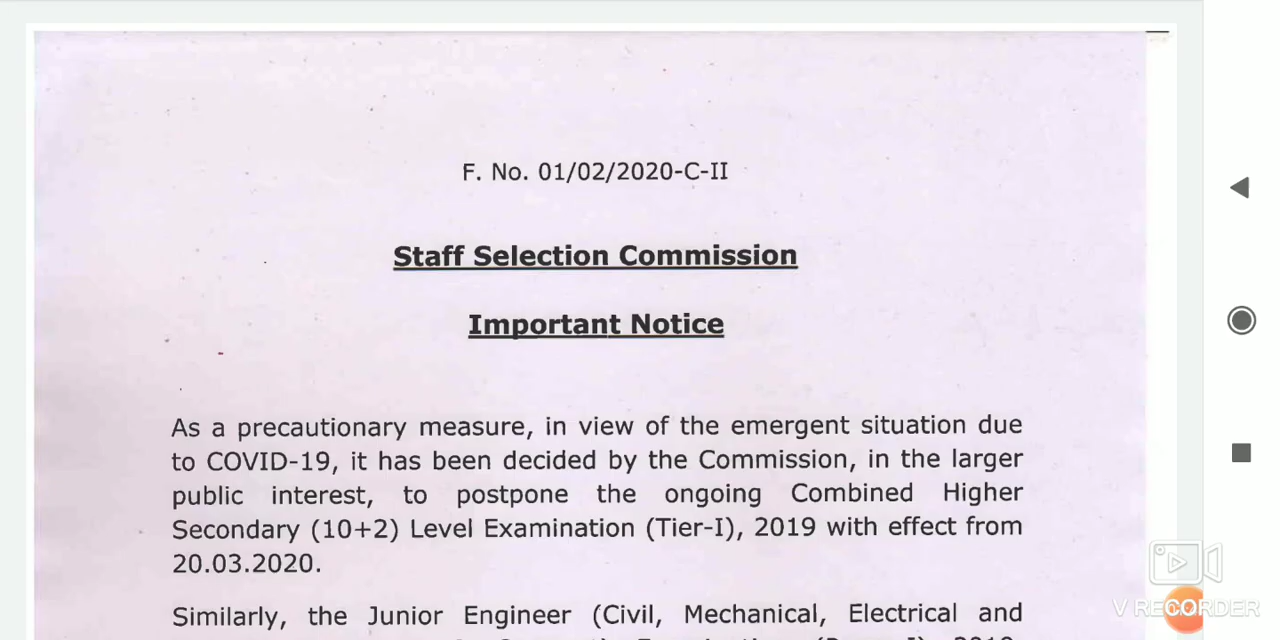 F. No. 01/02/2020-C-II
Staff Selection Commission
Important Notice
As a precautionary measure, in view of the emergent situation due
to COVID-19, it has been decided by the Commission, in the larger
public interest, to postpone the ongoing Combined Higher
Secondary (10+2) Level Examination (Tier-I), 2019 with effect from
20.03.2020.
Similarly, the Junior Engineer (Civil, Mechanical, Electrical and
V RECORDER